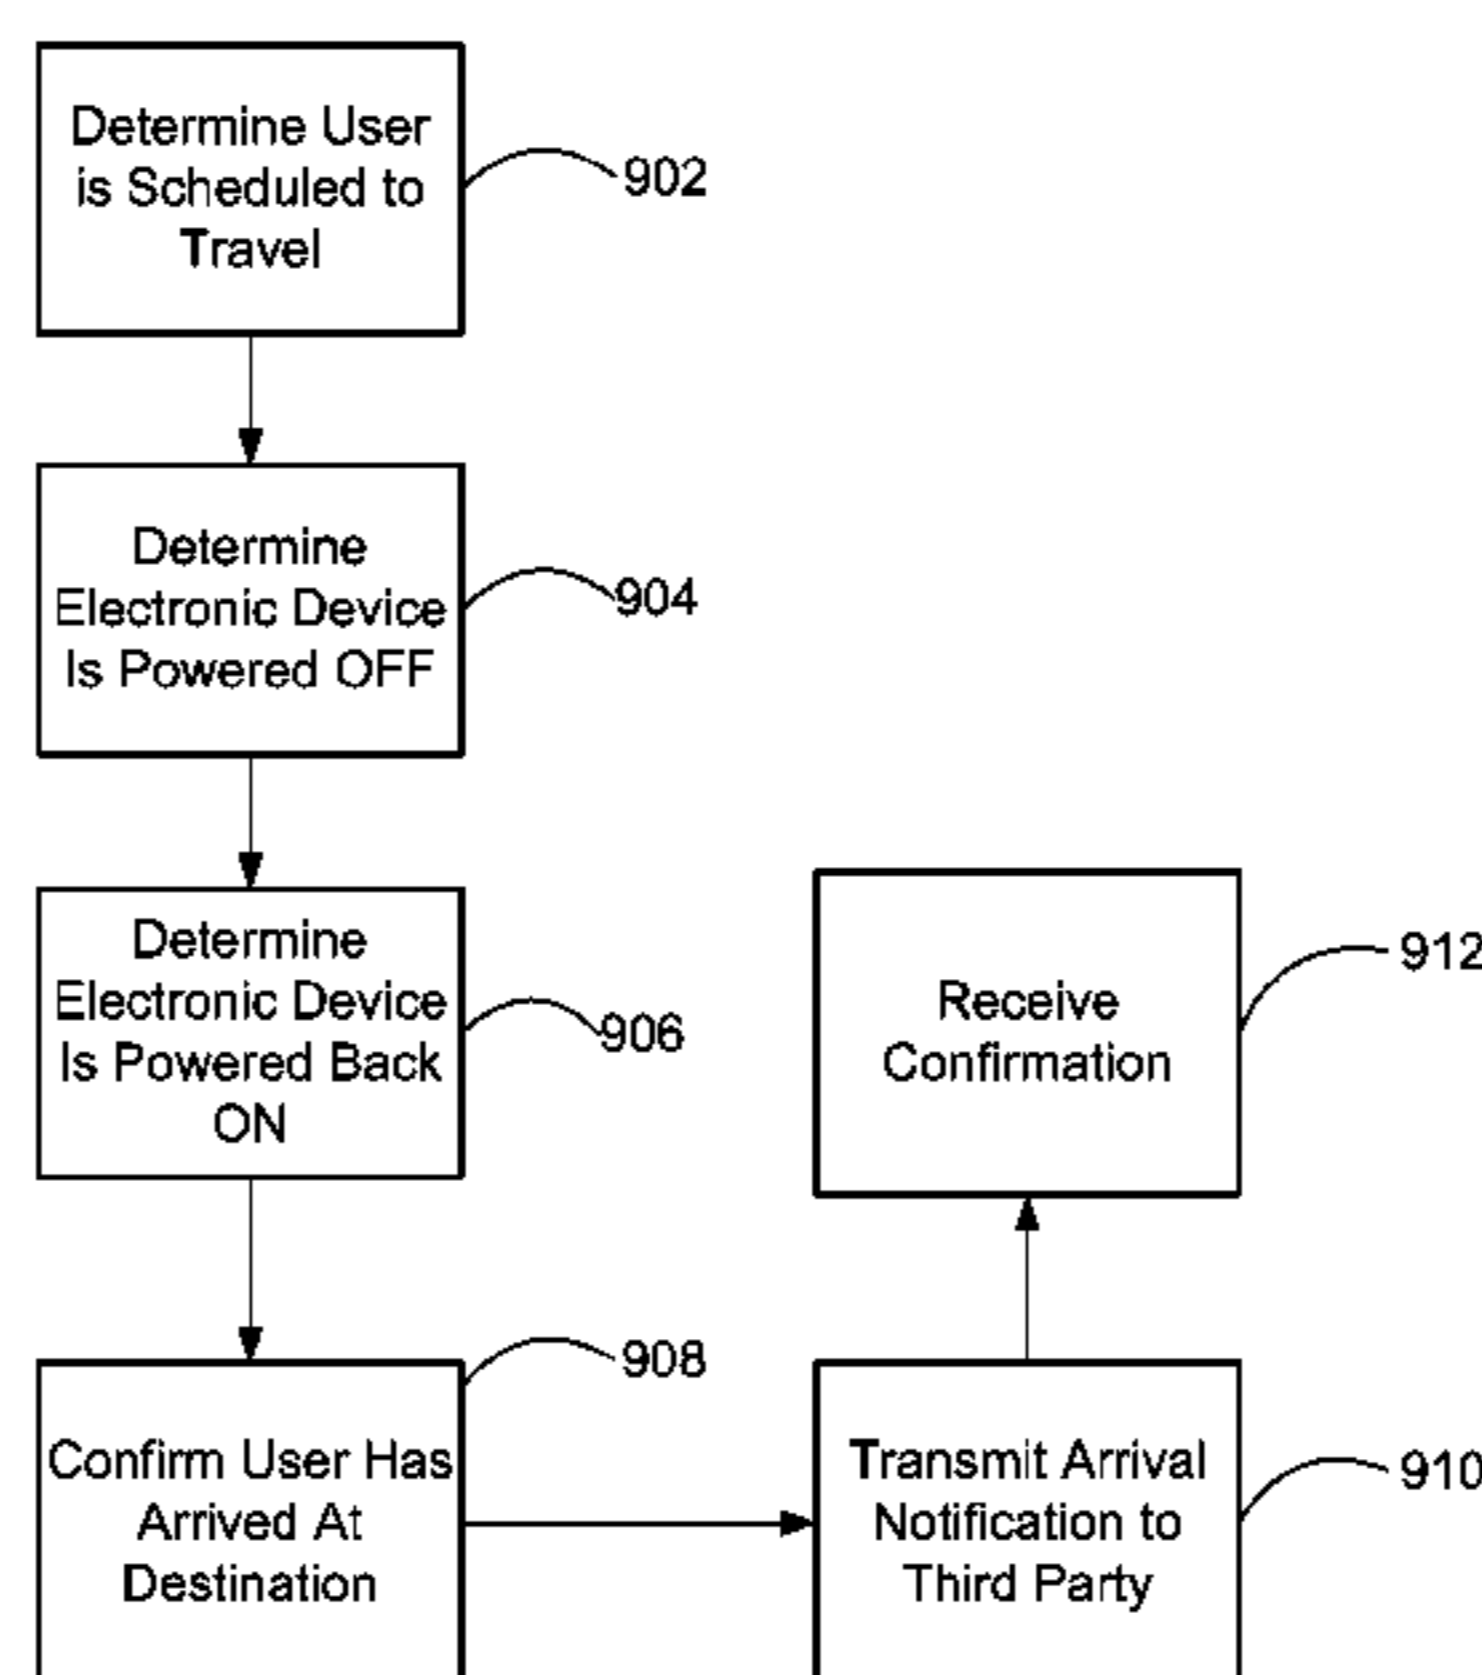 Determine User
is Scheduled to
Travel
902
Determine
Electronic Device
Is Powered OFF
904
Determine
Electronic Device
Is Powered Back
ON
906
Confirm User Has
Arrived At
Destination
908
Transmit Arrival
Notification to
Third Party
910
Receive
Confirmation
912